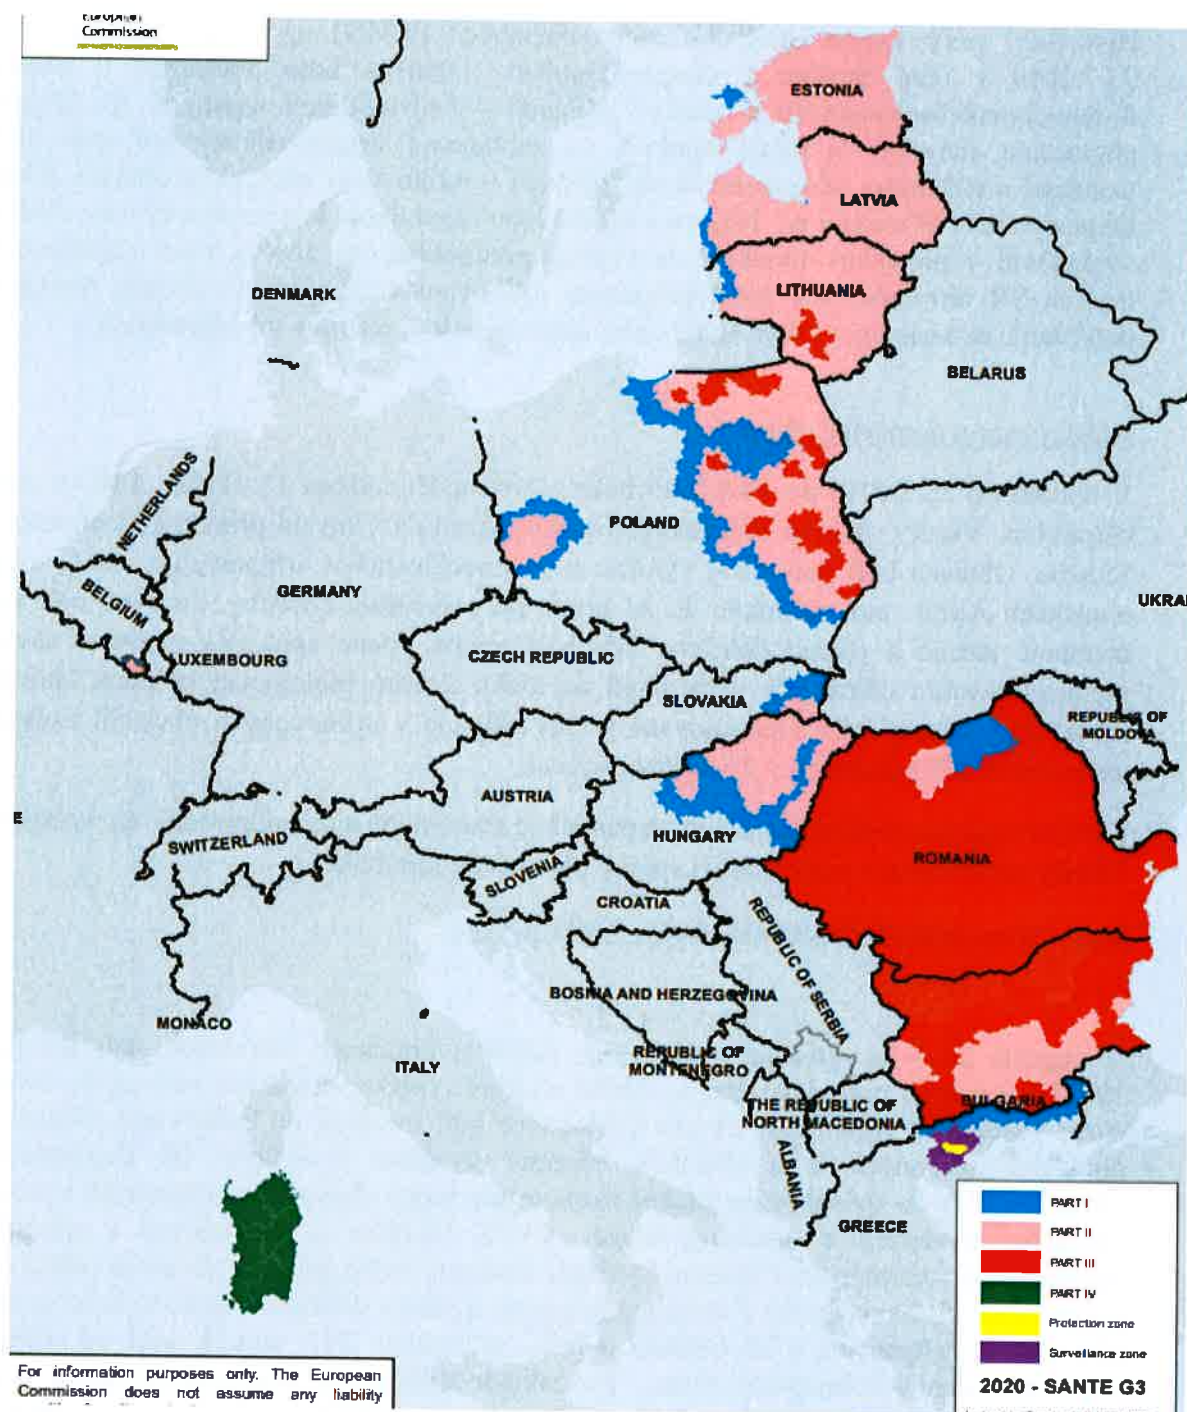 European
Commission
ESTONIA
LATVIA
LITHUANIA
DENMARK
BELARUS
NETHERLANDS
POLAND
BELGIUM
GERMANY
UKRAI
LUXEMBOURG
CZECH REPUBLIC
SLOVAKIA
REPUBLIC OF
MOLDOVA
AUSTRIA
E
HUNGARY
SWITZERLAND
ROMANIA
SLOVENIA
CROATIA
REPUBLIC OF SERBIA
BOSNIA AND HERZEGOVINA
MONACO
ITALY
REPUBLIC OF
MONTENEGRO
BULGARIA
THE REPUBLIC OF
NORTH MACEDONIA
ALBANIA
GREECE
PART I
PART II
PART III
PART IV
Protection zone
Surveillance zone
2020 - SANTE G3
For information purposes only. The European
Commission does not assume any liability